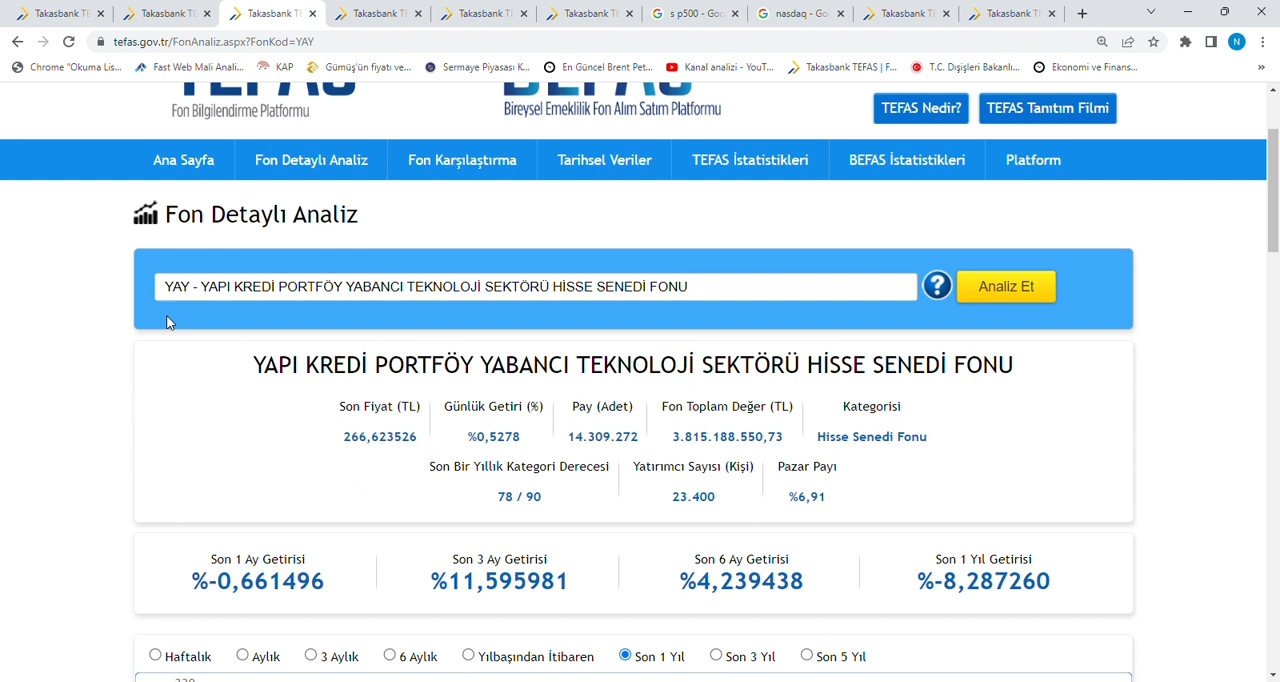 Takasbank TE
Takasbank TE
Takasbank TE
Takasbank TE
Takasbank TE
Takasbank TE
s p500 - Goo
nasdaq - Goo
Takasbank TE
Takasbank TE
tefas.gov.tr/FonAnaliz.aspx?FonKod=YAY
N
Chrome "Okuma Lis...
Fast Web Mali Anali...
KAP
Gümüş'ün fiyatı ve...
Sermaye Piyasası K...
En Güncel Brent Pet...
Kanal analizi - YouT...
Takasbank TEFAS | F...
T.C. Dışişleri Bakanlı...
Ekonomi ve Finans...
»
TEFAS
Fon Bilgilendirme Platformu
BEFAS
Bireysel Emeklilik Fon Alım Satım Platformu
TEFAS Nedir?
TEFAS Tanıtım Filmi
Ana Sayfa
Fon Detaylı Analiz
Fon Karşılaştırma
Tarihsel Veriler
TEFAS İstatistikleri
BEFAS İstatistikleri
Platform
Fon Detaylı Analiz
YAY - YAPI KREDİ PORTFÖY YABANCI TEKNOLOJİ SEKTÖRÜ HİSSE SENEDİ FONU
?
Analiz Et
YAPI KREDİ PORTFÖY YABANCI TEKNOLOJİ SEKTÖRÜ HİSSE SENEDİ FONU
Son Fiyat (TL)
266,623526
Günlük Getiri (%)
%0,5278
Pay (Adet)
14.309.272
Fon Toplam Değer (TL)
3.815.188.550,73
Kategorisi
Hisse Senedi Fonu
Son Bir Yıllık Kategori Derecesi
78 / 90
Yatırımcı Sayısı (Kişi)
23.400
Pazar Payı
%6,91
Son 1 Ay Getirisi
%-0,661496
Son 3 Ay Getirisi
%11,595981
Son 6 Ay Getirisi
%4,239438
Son 1 Yıl Getirisi
%-8,287260
Haftalık
Aylık
3 Aylık
6 Aylık
Yılbaşından İtibaren
Son 1 Yıl
Son 3 Yıl
Son 5 Yıl